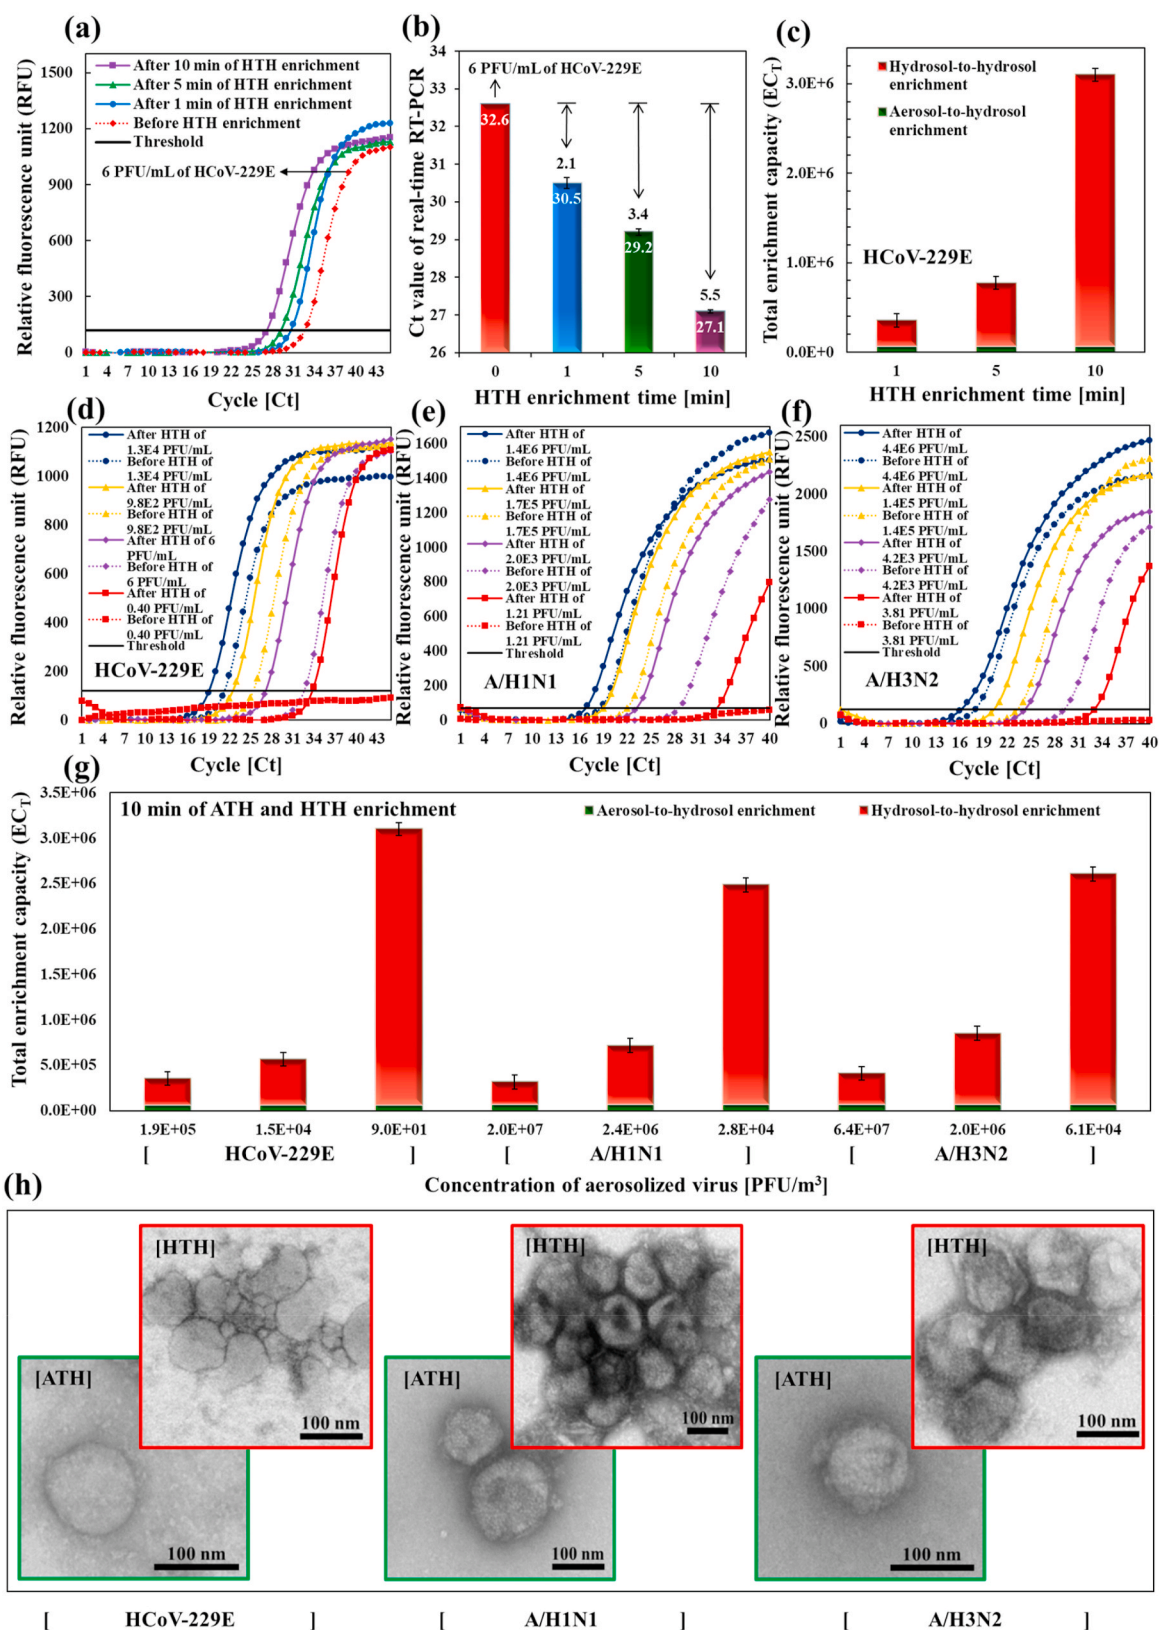 (a)
Relative fluorescence unit (RFU)
1500
1200
900
600
300
0
After 10 min of HTH enrichment
After 5 min of HTH enrichment
After 1 min of HTH enrichment
Before HTH enrichment
Threshold
6 PFU/mL of HCoV-229E
1 4 7 10 13 16 19 22 25 28 31 34 37 40 43
Cycle [Ct]
(b)
Ct value of real-time RT-PCR
34
33
32
31
30
29
28
27
26
6 PFU/mL of HCoV-229E
32.6
2.1
30.5
3.4
29.2
5.5
27.1
0 1 5 10
HTH enrichment time [min]
(c)
Total enrichment capacity (ECT)
3.0E+6
2.0E+6
1.0E+6
0.0E+0
Hydrosol-to-hydrosol
enrichment
Aerosol-to-hydrosol
enrichment
HCoV-229E
1 5 10
HTH enrichment time [min]
(d)
Relative fluorescence unit (RFU)
1200
1000
800
600
400
200
0
After HTH of
1.3E4 PFU/mL
Before HTH of
1.3E4 PFU/mL
After HTH of
9.8E2 PFU/mL
Before HTH of
9.8E2 PFU/mL
After HTH of 6
PFU/mL
Before HTH of
6 PFU/mL
After HTH of
0.40 PFU/mL
Before HTH of
0.40 PFU/mL
Threshold
HCoV-229E
1 4 7 10 13 16 19 22 25 28 31 34 37 40 43
Cycle [Ct]
(e)
Relative fluorescence unit (RFU)
1600
1400
1200
1000
800
600
400
200
0
After HTH of
1.4E6 PFU/mL
Before HTH of
1.4E6 PFU/mL
After HTH of
1.7E5 PFU/mL
Before HTH of
1.7E5 PFU/mL
After HTH of
2.0E3 PFU/mL
Before HTH of
2.0E3 PFU/mL
After HTH of
1.21 PFU/mL
Before HTH of
1.21 PFU/mL
Threshold
A/H1N1
1 4 7 10 13 16 19 22 25 28 31 34 37 40
Cycle [Ct]
(f)
Relative fluorescence unit (RFU)
2500
2000
1500
1000
500
0
After HTH of
4.4E6 PFU/mL
Before HTH of
4.4E6 PFU/mL
After HTH of
1.4E5 PFU/mL
Before HTH of
1.4E5 PFU/mL
After HTH of
4.2E3 PFU/mL
Before HTH of
4.2E3 PFU/mL
After HTH of
3.81 PFU/mL
Before HTH of
3.81 PFU/mL
Threshold
A/H3N2
1 4 7 10 13 16 19 22 25 28 31 34 37 40
Cycle [Ct]
(g)
Total enrichment capacity (ECT)
3.5E+06
3.0E+06
2.5E+06
2.0E+06
1.5E+06
1.0E+06
5.0E+05
0.0E+00
10 min of ATH and HTH enrichment
Aerosol-to-hydrosol enrichment
Hydrosol-to-hydrosol enrichment
1.9E+05 1.5E+04 9.0E+01 2.0E+07 2.4E+06 2.8E+04 6.4E+07 2.0E+06 6.1E+04
[ HCoV-229E ] [ A/H1N1 ] [ A/H3N2 ]
Concentration of aerosolized virus [PFU/m³]
(h)
[HTH]
100 nm
[ATH]
100 nm
[HTH]
100 nm
[ATH]
100 nm
[HTH]
100 nm
[ATH]
100 nm
[ HCoV-229E ] [ A/H1N1 ] [ A/H3N2 ]